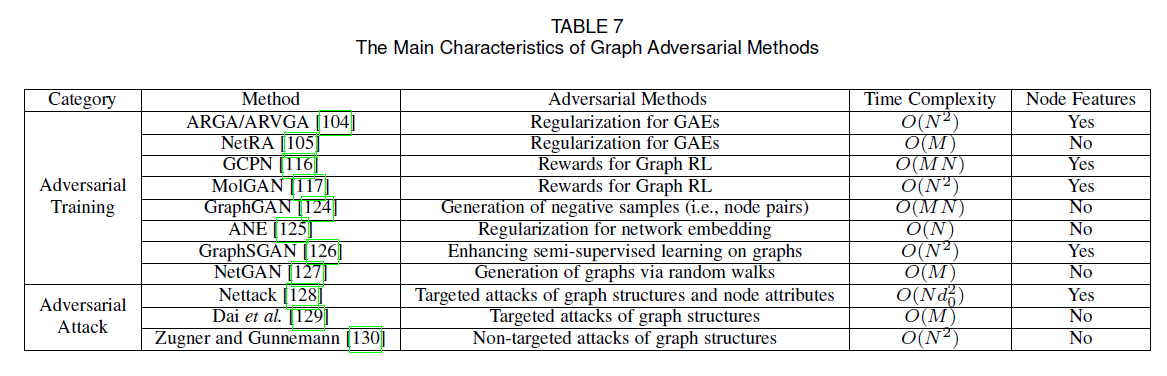 TABLE 7
The Main Characteristics of Graph Adversarial Methods
Category Method Adversarial Methods Time Complexity Node Features
Adversarial Training
ARGA/ARVGA [104] Regularization for GAEs O(N²) Yes
NetRA [105] Regularization for GAEs O(M) No
GCPN [116] Rewards for Graph RL O(MN) Yes
MolGAN [117] Rewards for Graph RL O(N²) Yes
GraphGAN [124] Generation of negative samples (i.e., node pairs) O(MN) No
ANE [125] Regularization for network embedding O(N) No
GraphSGAN [126] Enhancing semi-supervised learning on graphs O(N²) Yes
NetGAN [127] Generation of graphs via random walks O(M) No
Adversarial Attack
Nettack [128] Targeted attacks of graph structures and node attributes O(Nd₀²) Yes
Dai et al. [129] Targeted attacks of graph structures O(M) No
Zugner and Gunnemann [130] Non-targeted attacks of graph structures O(N²) No